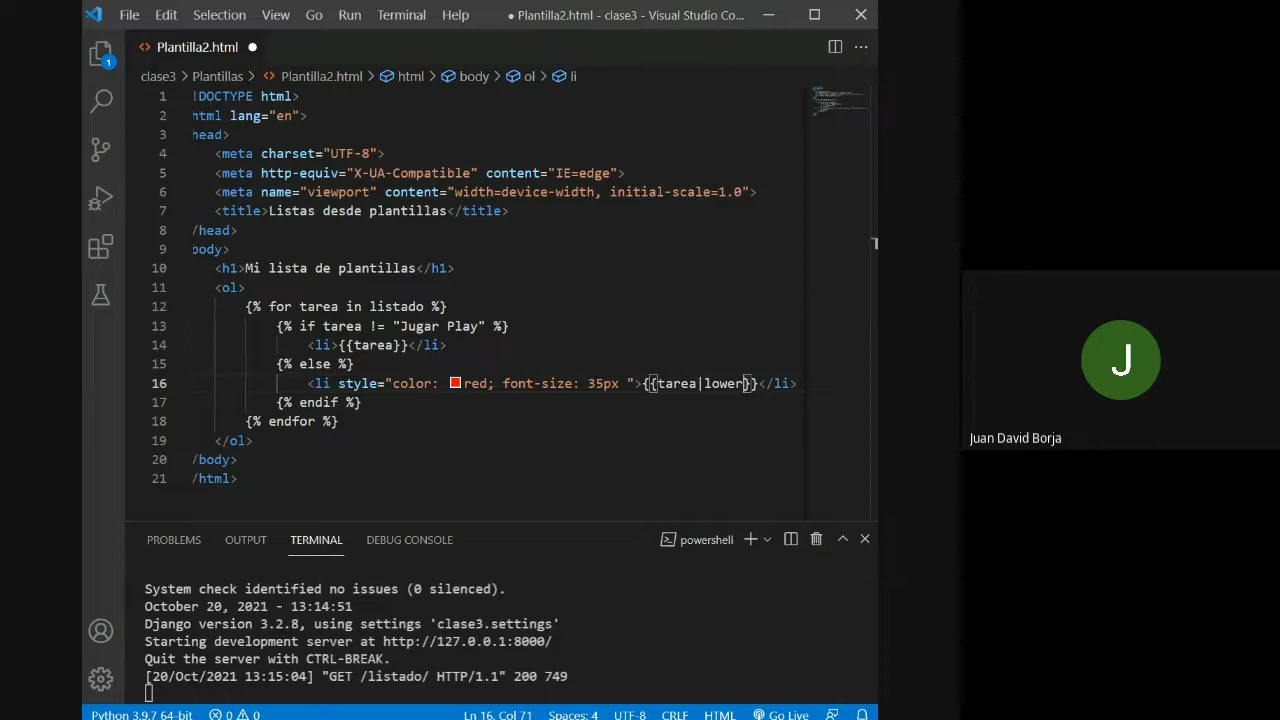 File Edit Selection View Go Run Terminal Help ● Plantilla2.html - clase3 - Visual Studio Co...
Plantilla2.html
clase3 > Plantillas > Plantilla2.html > html > body > ol > li
1 !DOCTYPE html>
2 html lang="en">
3 head>
4 <meta charset="UTF-8">
5 <meta http-equiv="X-UA-Compatible" content="IE=edge">
6 <meta name="viewport" content="width=device-width, initial-scale=1.0">
7 <title>Listas desde plantillas</title>
8 /head>
9 body>
10 <h1>Mi lista de plantillas</h1>
11 <ol>
12 {% for tarea in listado %}
13 {% if tarea != "Jugar Play" %}
14 <li>{{tarea}}</li>
15 {% else %}
16 <li style="color: red; font-size: 35px ">{{tarea|lower}}</li>
17 {% endif %}
18 {% endfor %}
19 </ol>
20 /body>
21 /html>
1
J
Juan David Borja
PROBLEMS OUTPUT TERMINAL DEBUG CONSOLE powershell
System check identified no issues (0 silenced).
October 20, 2021 - 13:14:51
Django version 3.2.8, using settings 'clase3.settings'
Starting development server at http://127.0.0.1:8000/
Quit the server with CTRL-BREAK.
[20/Oct/2021 13:15:04] "GET /listado/ HTTP/1.1" 200 749
Python 3.9.7 64-bit 0 0 Ln 16, Col 71 Spaces: 4 UTF-8 CRLF HTML Go Live